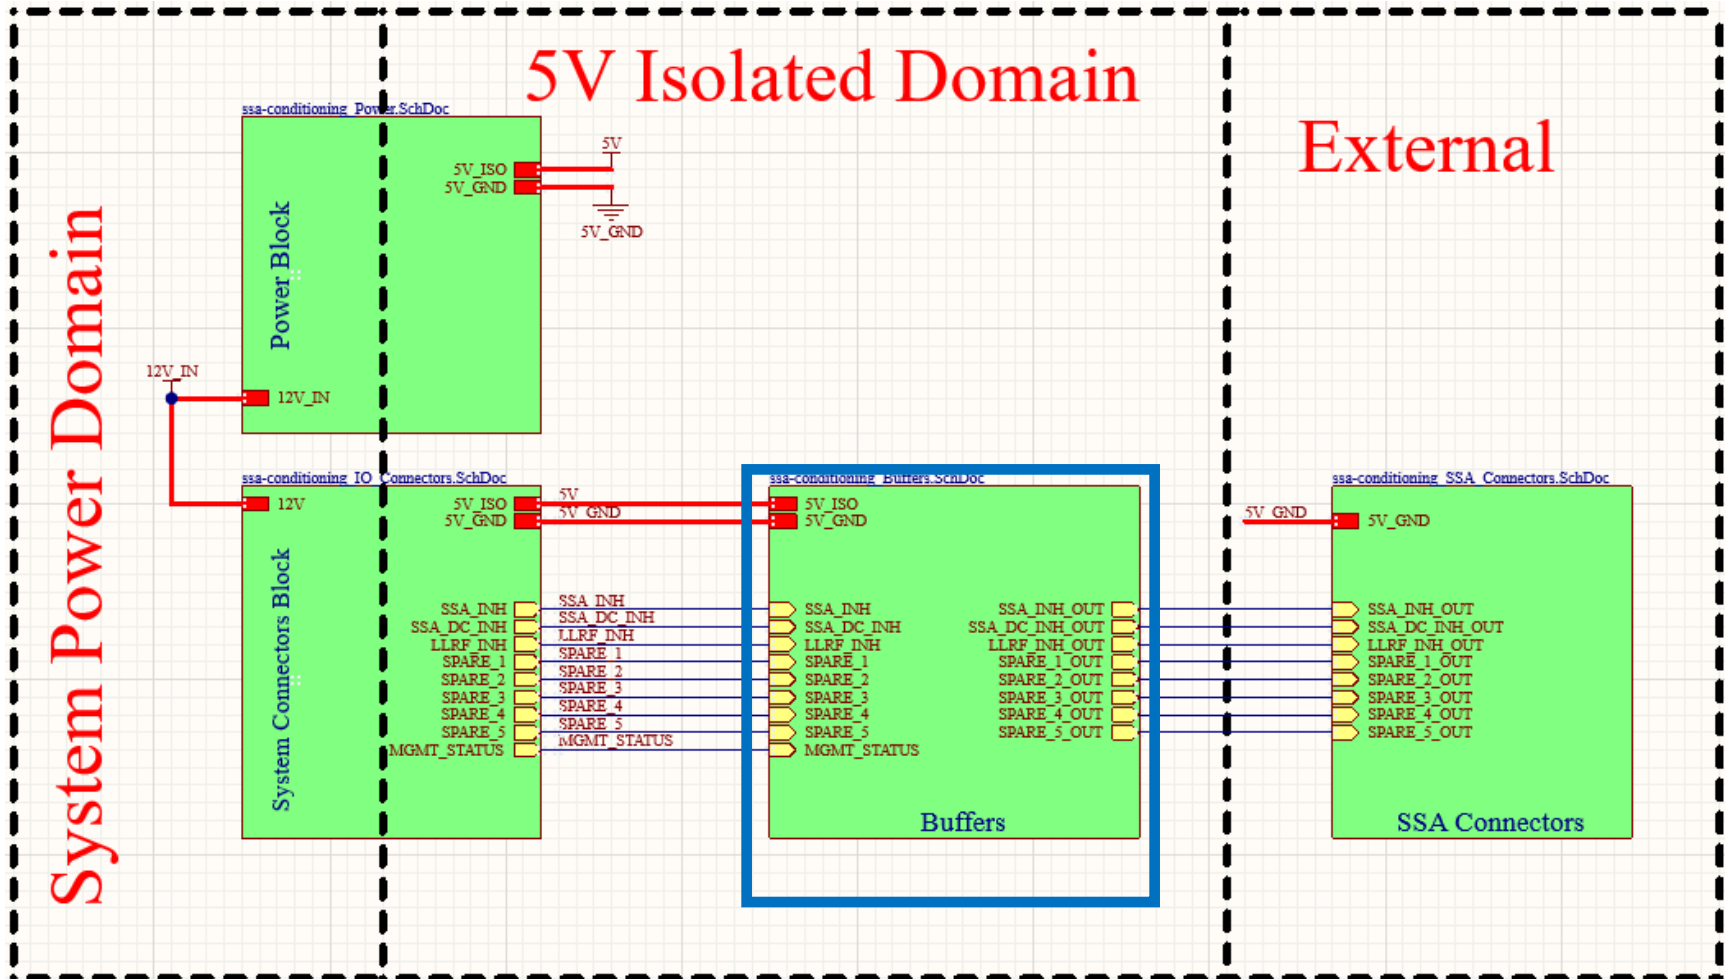 5V Isolated Domain
External
System Power Domain
ssa-conditioning_Power.SchDoc
5V_ISO
5V_GND
Power Block
12V_IN
5V
5V_GND
12V_IN
ssa-conditioning_IO_Connectors.SchDoc
12V
5V_ISO
5V_GND
System Connectors Block
SSA_INH
SSA_DC_INH
LLRF_INH
SPARE_1
SPARE_2
SPARE_3
SPARE_4
SPARE_5
MGMT_STATUS
5V
5V_GND
SSA_INH
SSA_DC_INH
LLRF_INH
SPARE_1
SPARE_2
SPARE_3
SPARE_4
SPARE_5
MGMT_STATUS
ssa-conditioning_Buffers.SchDoc
5V_ISO
5V_GND
SSA_INH
SSA_DC_INH
LLRF_INH
SPARE_1
SPARE_2
SPARE_3
SPARE_4
SPARE_5
MGMT_STATUS
SSA_INH_OUT
SSA_DC_INH_OUT
LLRF_INH_OUT
SPARE_1_OUT
SPARE_2_OUT
SPARE_3_OUT
SPARE_4_OUT
SPARE_5_OUT
Buffers
ssa-conditioning_SSA_Connectors.SchDoc
5V_GND
5V_GND
SSA_INH_OUT
SSA_DC_INH_OUT
LLRF_INH_OUT
SPARE_1_OUT
SPARE_2_OUT
SPARE_3_OUT
SPARE_4_OUT
SPARE_5_OUT
SSA Connectors